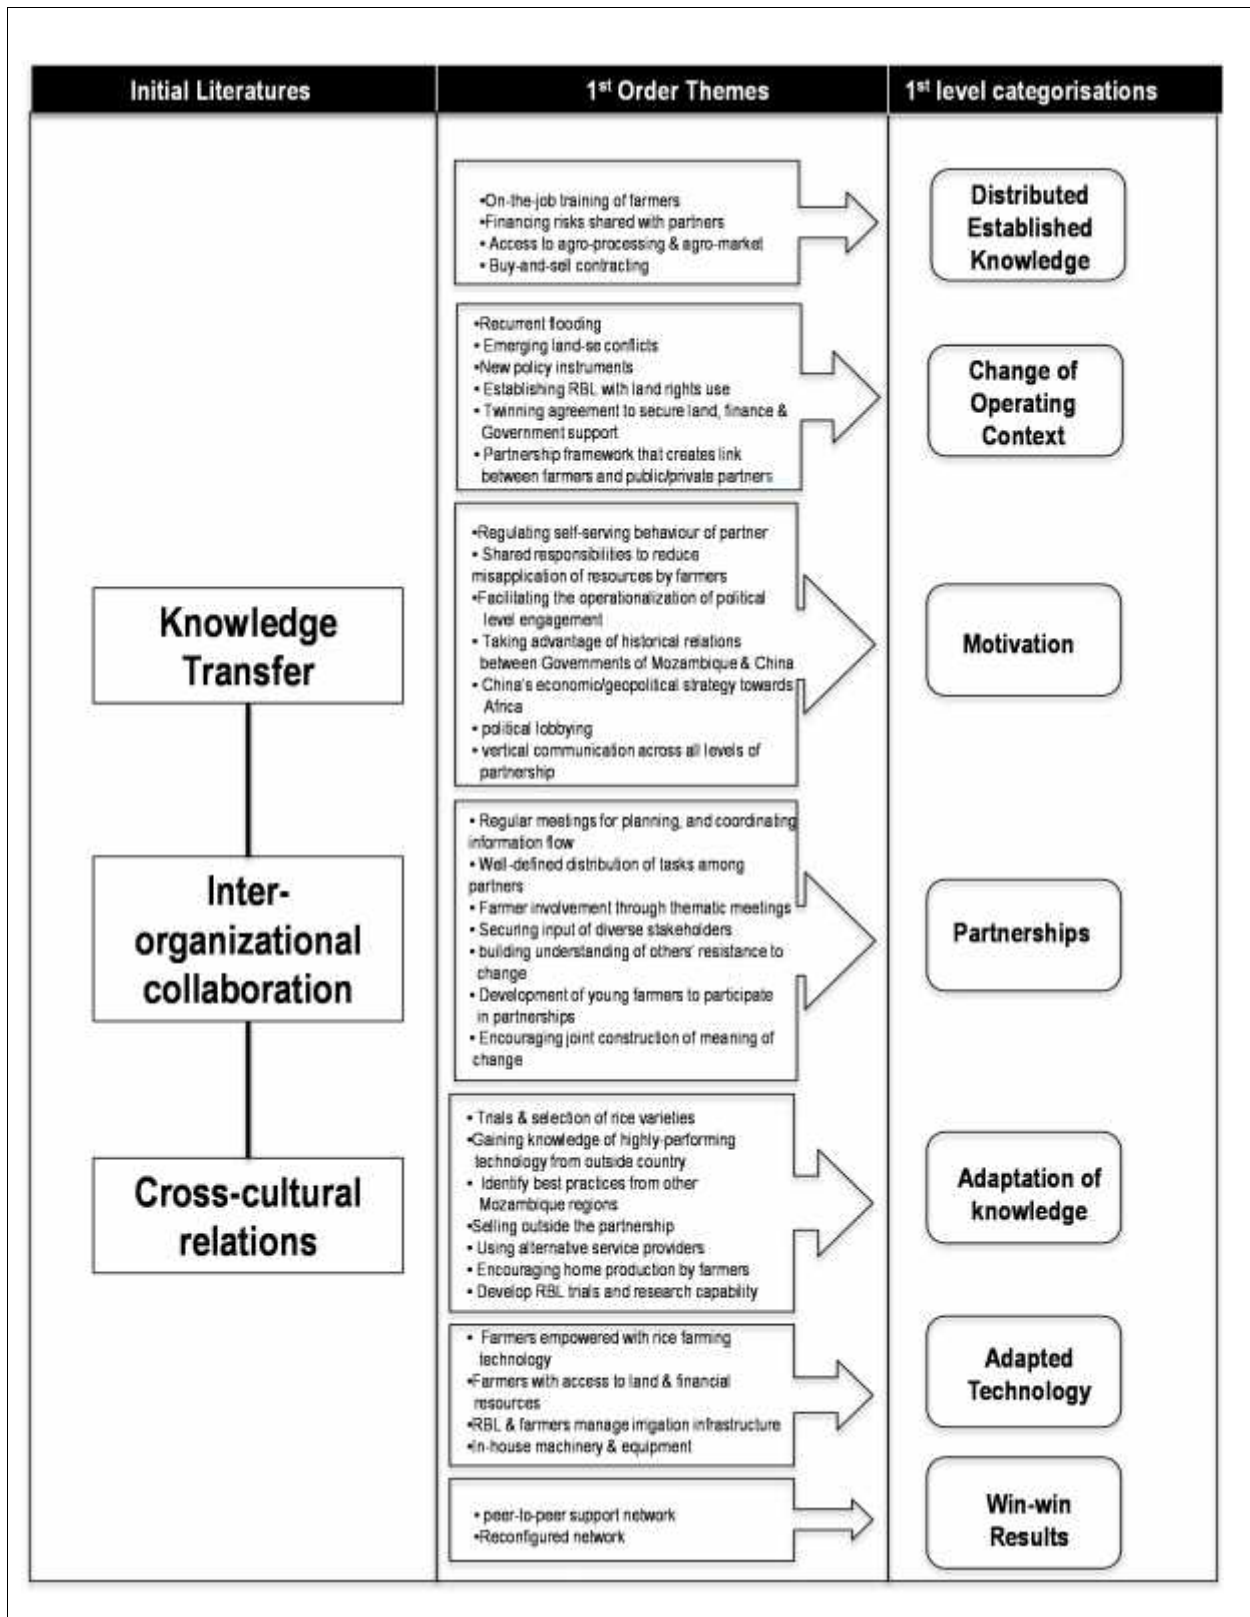 Initial Literatures
1st Order Themes
1st level categorisations
Knowledge
Transfer
Inter-
organizational
collaboration
Cross-cultural
relations
•On-the-job training of farmers
•Financing risks shared with partners
• Access to agro-processing & agro-market
• Buy-and-sell contracting
Distributed
Established
Knowledge
•Recurrent flooding
• Emerging land-se conflicts
•New policy instruments
• Establishing RBL with land rights use
• Twinning agreement to secure land, finance &
Government support
• Partnership framework that creates link
between farmers and public/private partners
Change of
Operating
Context
•Regulating self-serving behaviour of partner
• Shared responsibilities to reduce
misapplication of resources by farmers
•Facilitating the operationalization of political
level engagement
• Taking advantage of historical relations
between Governments of Mozambique & China
• China's economic/geopolitical strategy towards
Africa
• political lobbying
• vertical communication across all levels of
partnership
Motivation
• Regular meetings for planning, and coordinating
information flow
• Well-defined distribution of tasks among
partners
• Farmer involvement through thematic meetings
• Securing input of diverse stakeholders
• building understanding of others' resistance to
change
• Development of young farmers to participate
in partnerships
• Encouraging joint construction of meaning of
change
Partnerships
• Trials & selection of rice varieties
•Gaining knowledge of highly-performing
technology from outside country
• Identify best practices from other
Mozambique regions
•Selling outside the partnership
• Using alternative service providers
• Encouraging home production by farmers
• Develop RBL trials and research capability
Adaptation of
knowledge
• Farmers empowered with rice farming
technology
•Farmers with access to land & financial
resources
•RBL & farmers manage irrigation infrastructure
•In-house machinery & equipment
Adapted
Technology
• peer-to-peer support network
•Reconfigured network
Win-win
Results